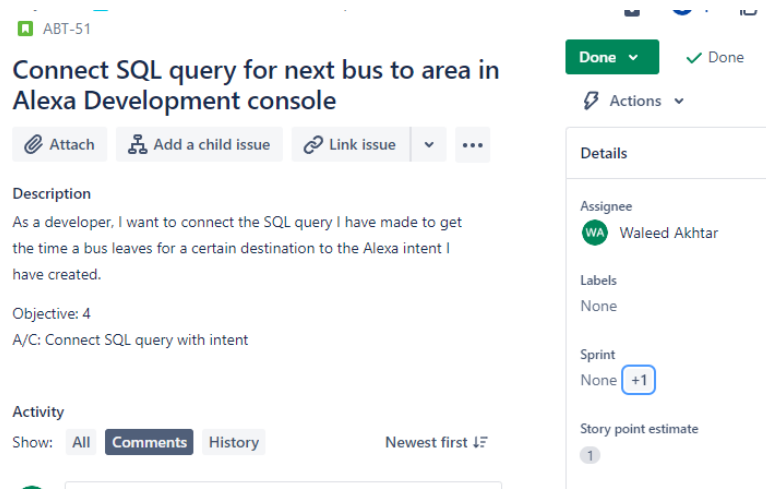 ABT-51
Connect SQL query for next bus to area in
Alexa Development console
Attach
Add a child issue
Link issue
Description
As a developer, I want to connect the SQL query I have made to get
the time a bus leaves for a certain destination to the Alexa intent I
have created.
Objective: 4
A/C: Connect SQL query with intent
Activity
Show: All Comments History Newest first
Done
Done
Actions
Details
Assignee
WA Waleed Akhtar
Labels
None
Sprint
None +1
Story point estimate
1